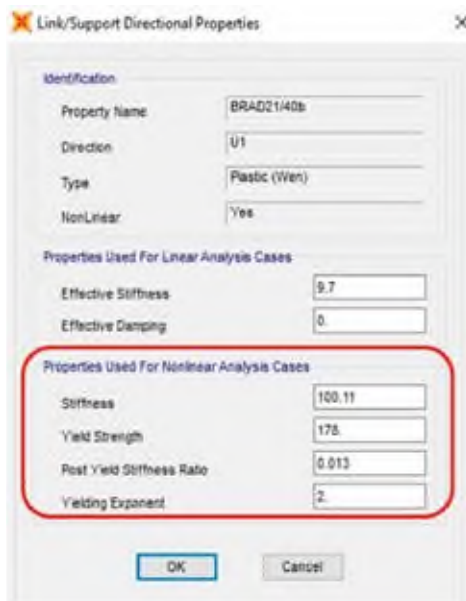 Link/Support Directional Properties
Identification
Property Name BRAD21/40b
Direction U1
Type Plastic (Wen)
NonLinear Yes
Properties Used For Linear Analysis Cases
Effective Stiffness 9.7
Effective Damping 0.
Properties Used For Nonlinear Analysis Cases
Stiffness 100.11
Yield Strength 178.
Post Yield Stiffness Ratio 0.013
Yielding Exponent 2.
OK Cancel